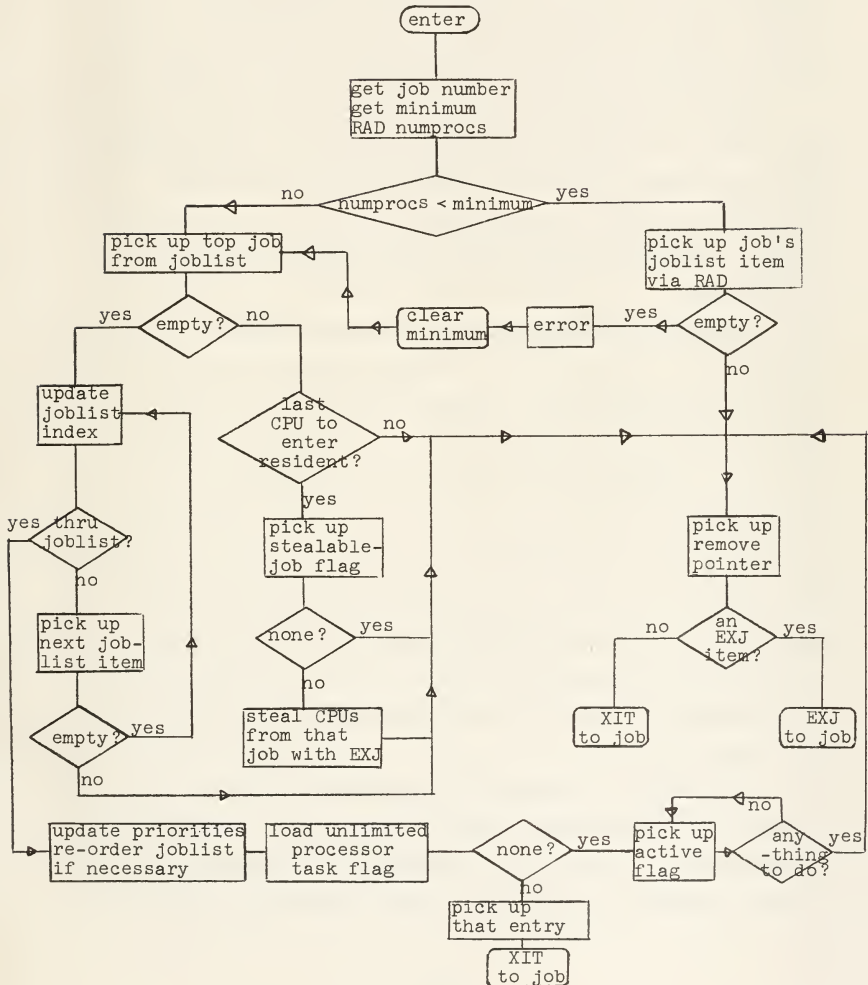 enter
get job number
get minimum
RAD numprocs
no
numprocs < minimum
yes
pick up top job
from joblist
pick up job's
joblist item
via RAD
yes
empty?
no
clear
minimum
error
yes
empty?
no
update
joblist
index
last
CPU to
enter
resident?
no
yes
yes
thru
joblist?
no
pick up
stealable-
job flag
pick up
remove
pointer
pick up
next job-
list item
none?
yes
no
no
an
EXJ
item?
yes
empty?
yes
no
steal CPUs
from that
job with EXJ
XIT
to job
EXJ
to job
update priorities
re-order joblist
if necessary
load unlimited
processor
task flag
none?
yes
no
pick up
active
flag
no
any
-thing
to do?
yes
pick up
that entry
XIT
to job